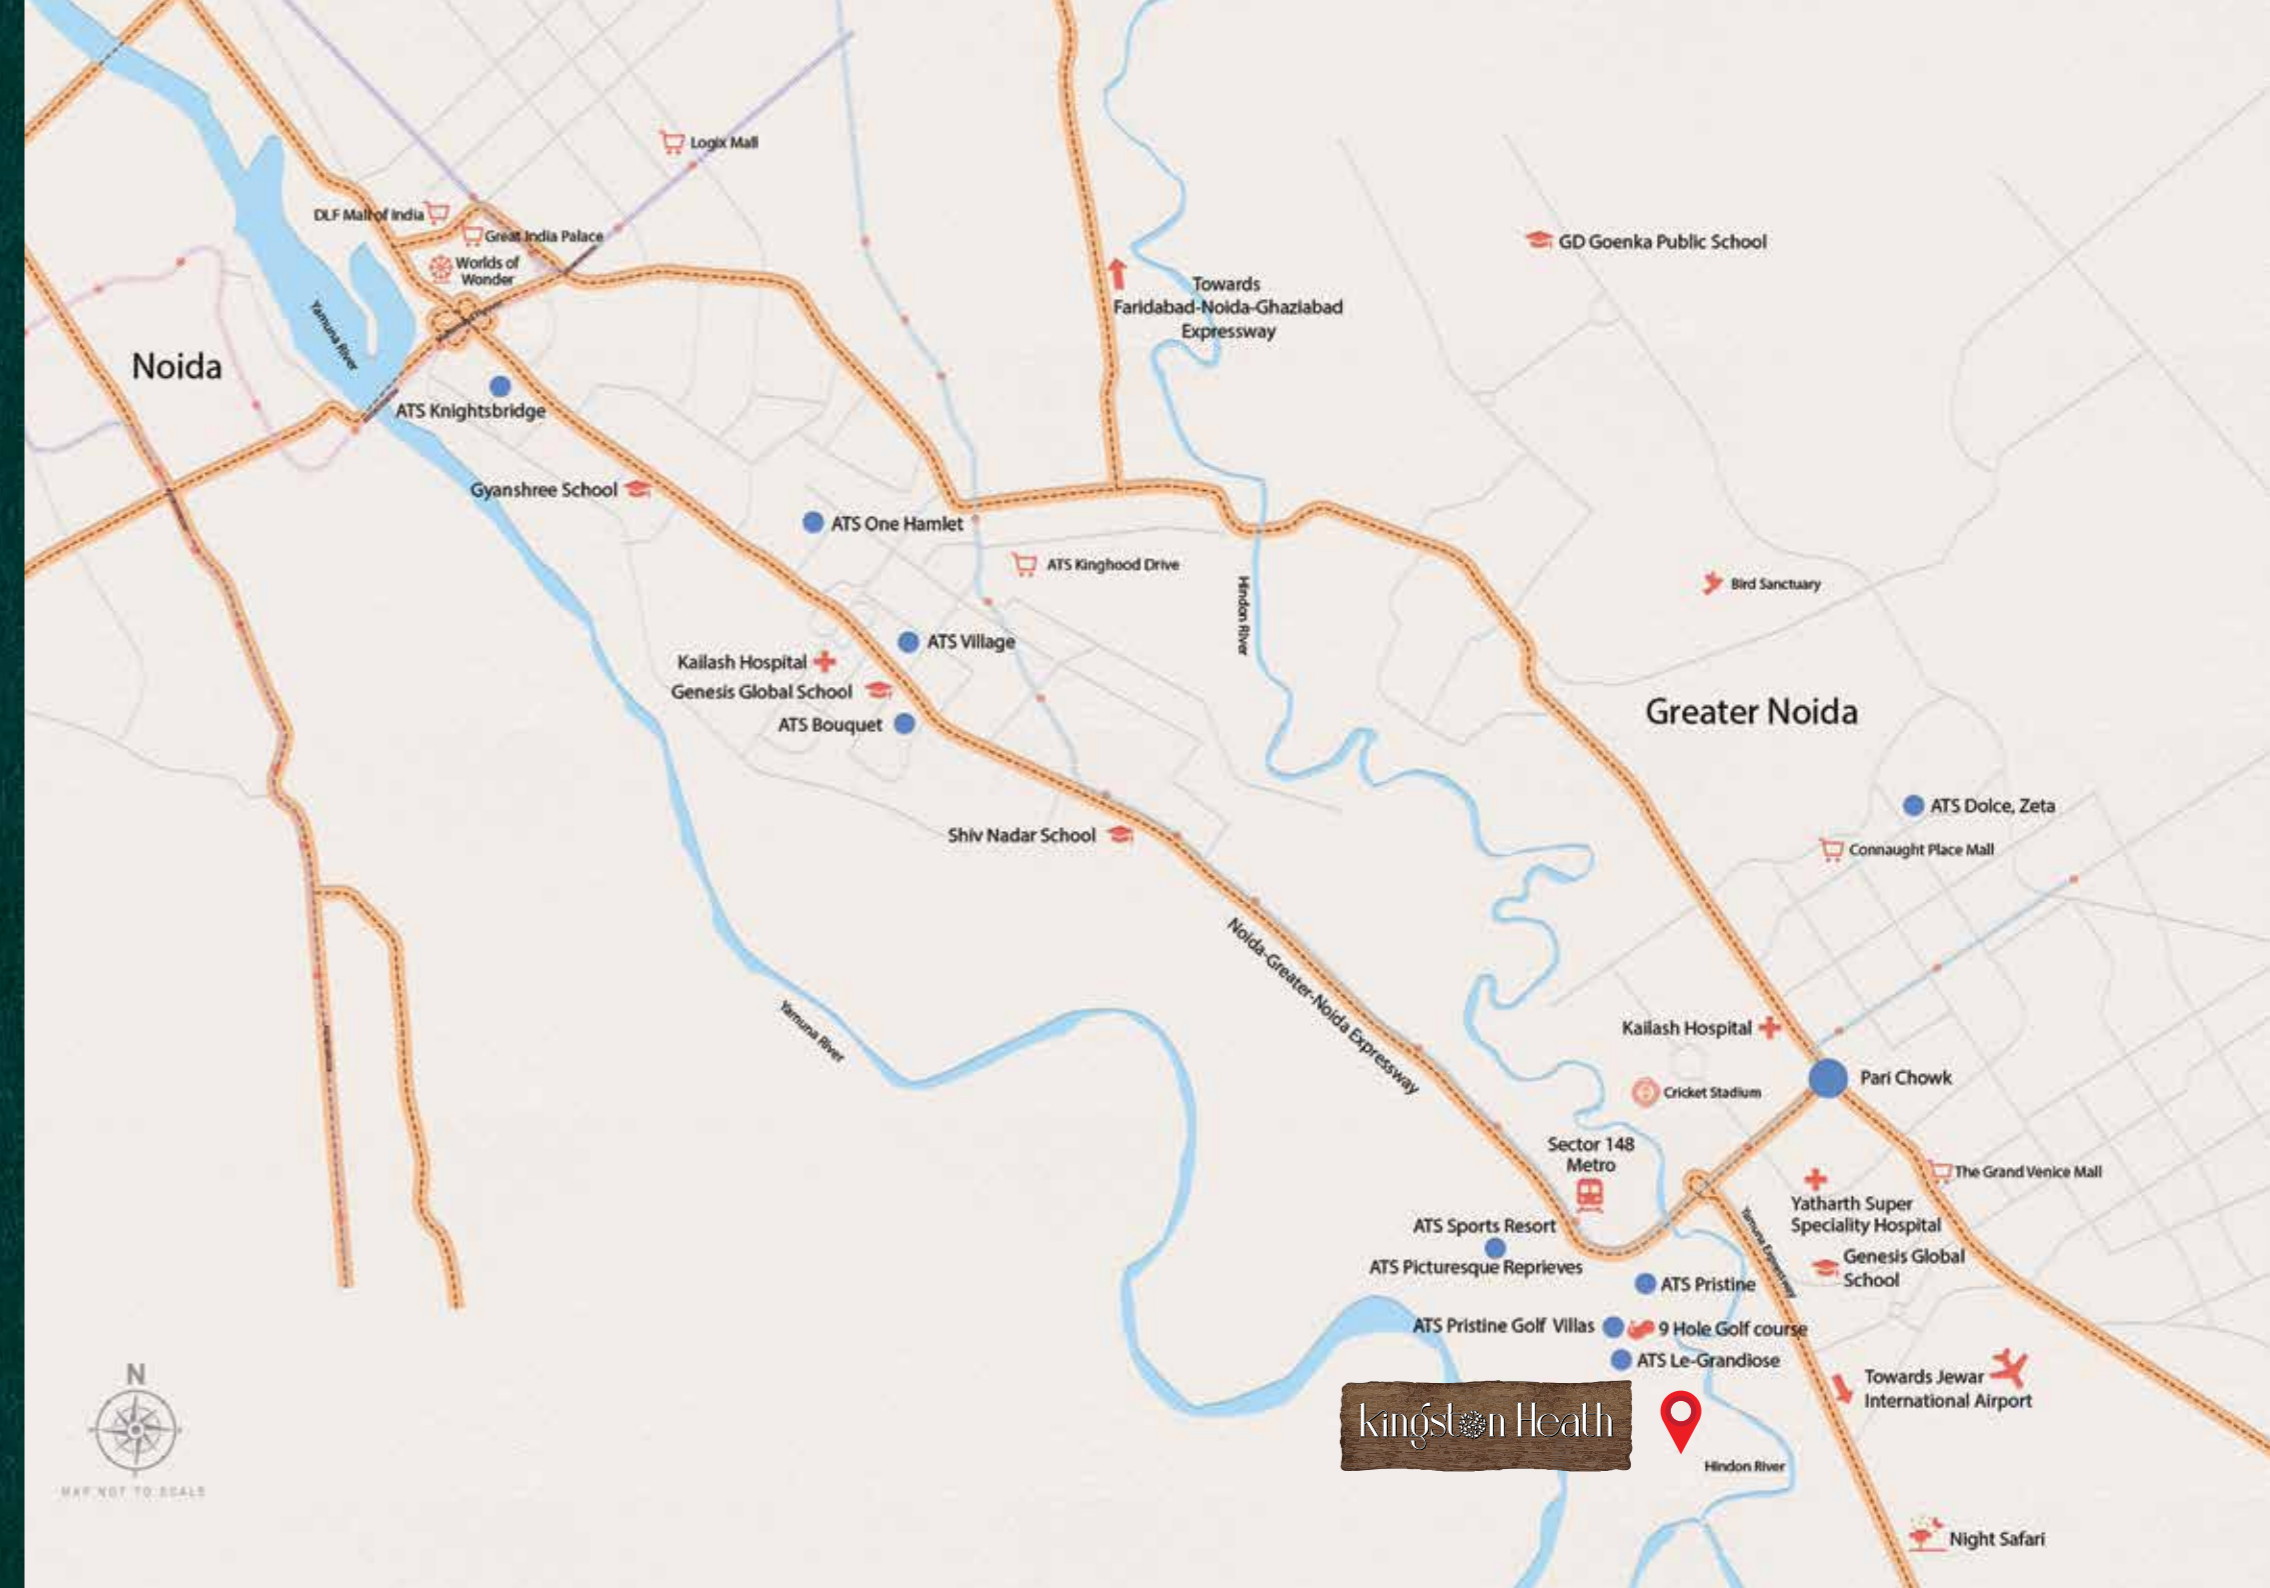 Logix Mall
DLF Mall of India
Great India Palace
Worlds of
Wonder
GD Goenka Public School
Towards
Faridabad-Noida-Ghaziabad
Expressway
Yamuna River
Noida
ATS Knightsbridge
Gyanshree School
ATS One Hamlet
ATS Kinghood Drive
Hindon River
Bird Sanctuary
ATS Village
Kailash Hospital
Genesis Global School
ATS Bouquet
Greater Noida
ATS Dolce, Zeta
Shiv Nadar School
Connaught Place Mall
Noida-Greater-Noida Expressway
Yamuna River
Kailash Hospital
Pari Chowk
Cricket Stadium
Sector 148
Metro
The Grand Venice Mall
Yatharth Super
Speciality Hospital
Yamuna Expressway
ATS Sports Resort
ATS Picturesque Reprieves
Genesis Global
School
ATS Pristine
ATS Pristine Golf Villas
9 Hole Golf course
ATS Le-Grandiose
Towards Jewar
International Airport
kingston Heath
Hindon River
N
MAP NOT TO SCALE
Night Safari